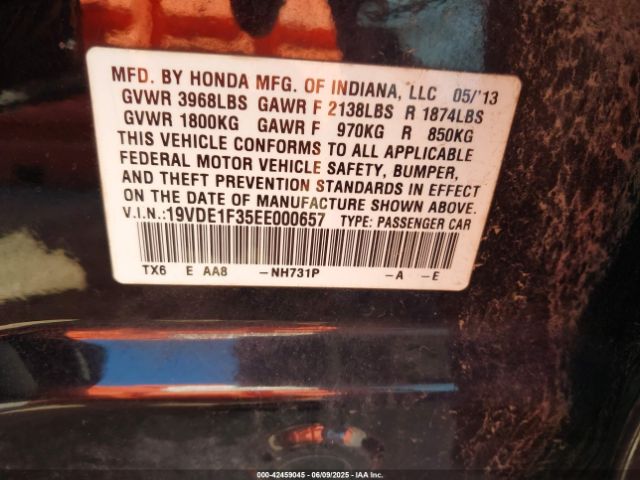 MFD. BY HONDA MFG. OF INDIANA, LLC 05/'13
GVWR 3968LBS GAWR F 2138LBS R 1874LBS
GVWR 1800KG GAWR F 970KG R 850KG
THIS VEHICLE CONFORMS TO ALL APPLICABLE
FEDERAL MOTOR VEHICLE SAFETY, BUMPER,
AND THEFT PREVENTION STANDARDS IN EFFECT
ON THE DATE OF MANUFACTURE SHOWN ABOVE.
V.I.N.:19VDE1F35EE000657 TYPE: PASSENGER CAR
TX6 E AA8 -NH731P -A -E
000-42459045 06/09/2025 IAA Inc.